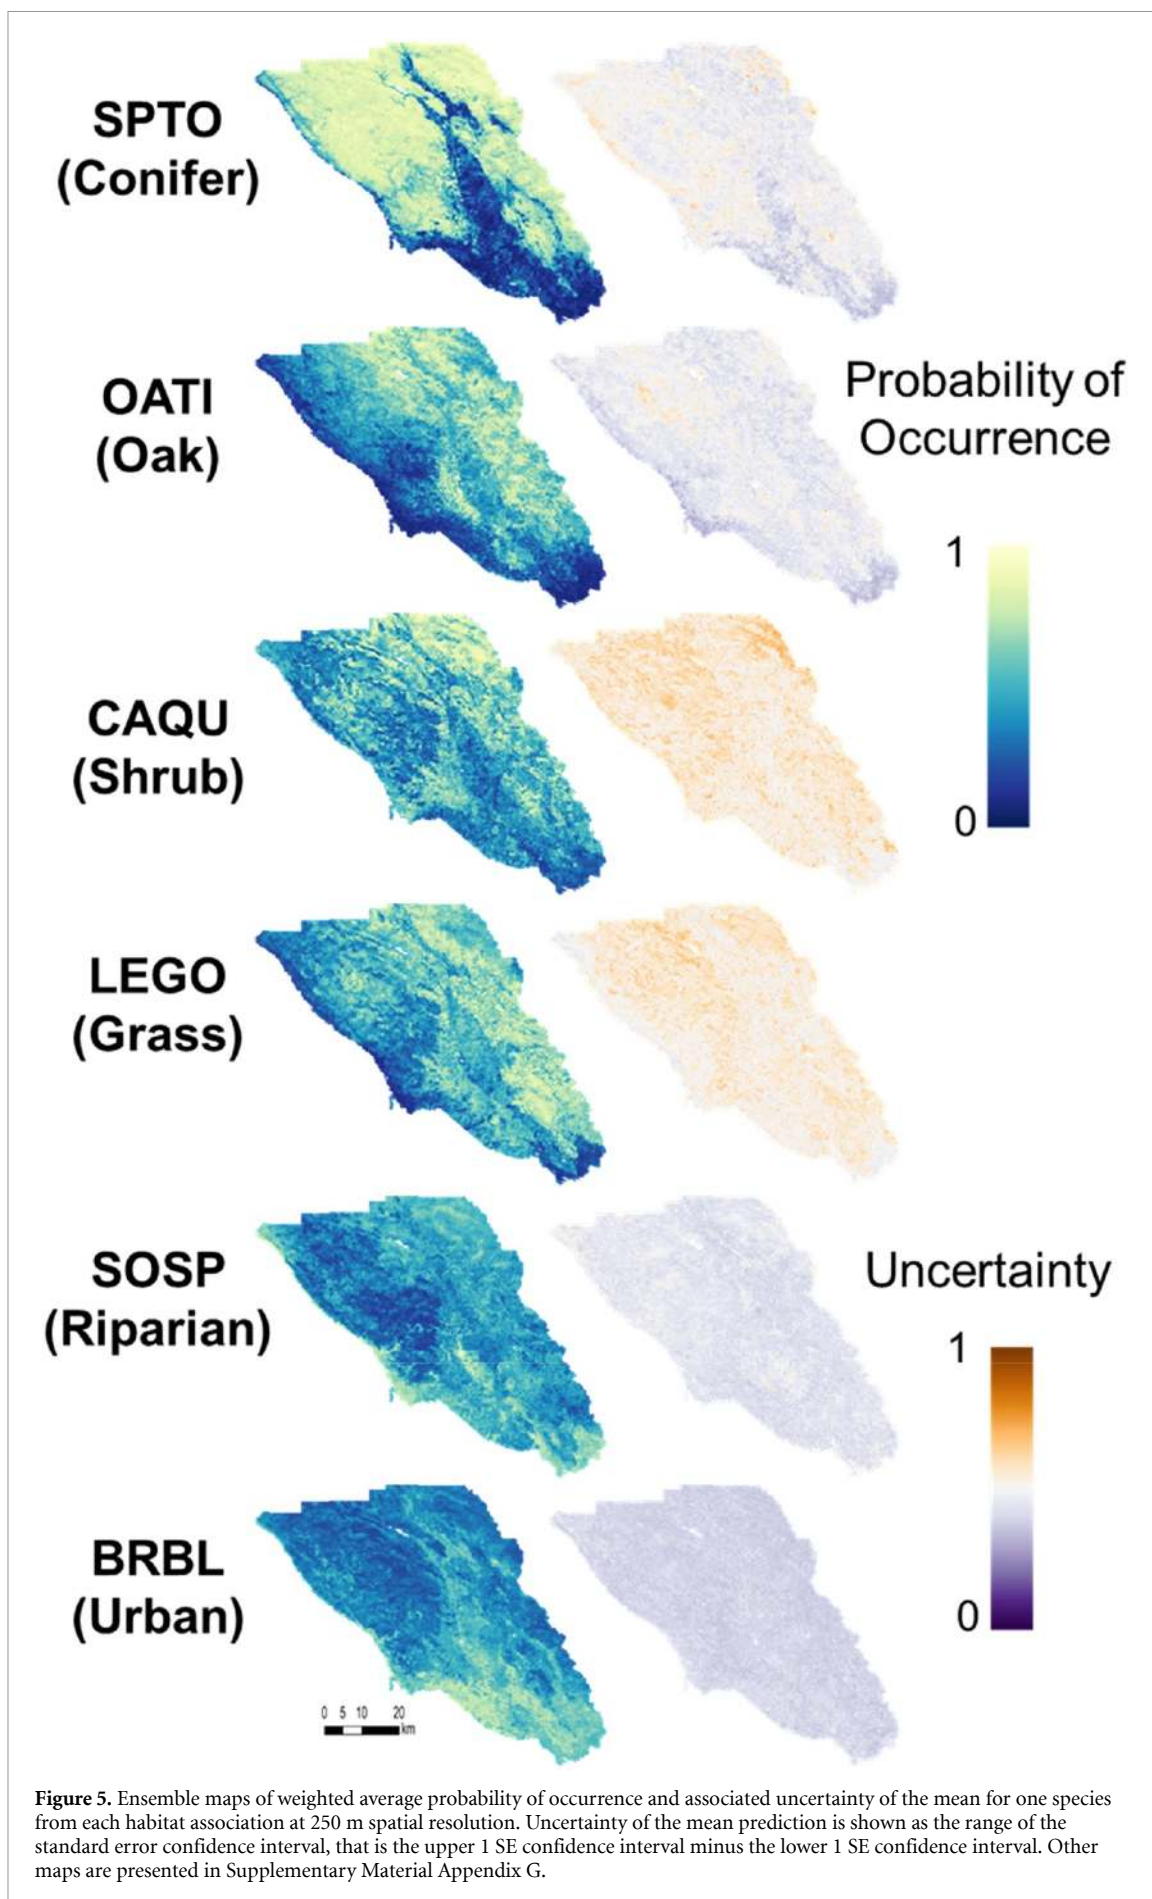 SPTO
(Conifer)
OATI
(Oak)
Probability of
Occurrence
1
0
CAQU
(Shrub)
LEGO
(Grass)
SOSP
(Riparian)
Uncertainty
1
0
BRBL
(Urban)
0 5 10 20
km
Figure 5. Ensemble maps of weighted average probability of occurrence and associated uncertainty of the mean for one species
from each habitat association at 250 m spatial resolution. Uncertainty of the mean prediction is shown as the range of the
standard error confidence interval, that is the upper 1 SE confidence interval minus the lower 1 SE confidence interval. Other
maps are presented in Supplementary Material Appendix G.